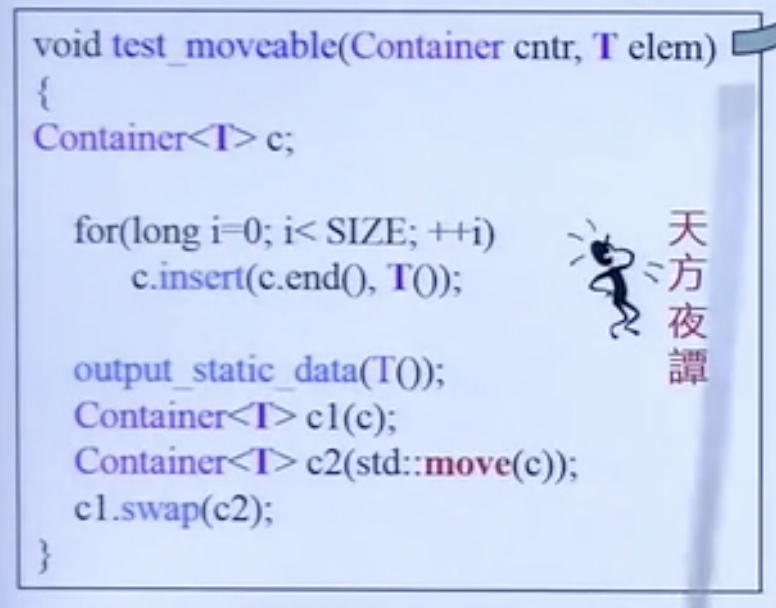 void test_moveable(Container cntr, T elem)
{
Container<T> c;
for(long i=0; i< SIZE; ++i)
c.insert(c.end(), T());
output_static_data(T());
Container<T> c1(c);
Container<T> c2(std::move(c));
c1.swap(c2);
}
天方夜譚